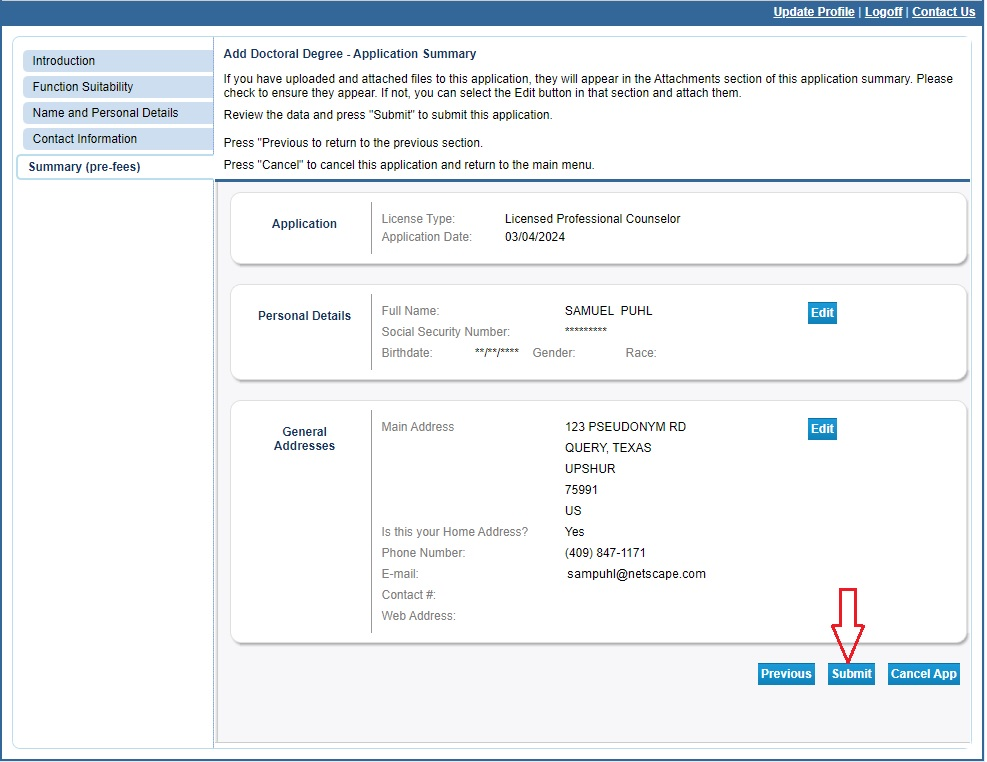 Update Profile | Logoff | Contact Us
Introduction
Function Suitability
Name and Personal Details
Contact Information
Summary (pre-fees)
Add Doctoral Degree - Application Summary
If you have uploaded and attached files to this application, they will appear in the Attachments section of this application summary. Please
check to ensure they appear. If not, you can select the Edit button in that section and attach them.
Review the data and press "Submit" to submit this application.
Press "Previous to return to the previous section.
Press "Cancel" to cancel this application and return to the main menu.
Application
License Type: Licensed Professional Counselor
Application Date: 03/04/2024
Personal Details
Full Name: SAMUEL PUHL
Edit
Social Security Number: *********
Birthdate: **/**/**** Gender: Race:
General
Addresses
Main Address 123 PSEUDONYM RD
Edit
QUERY, TEXAS
UPSHUR
75991
US
Is this your Home Address? Yes
Phone Number: (409) 847-1171
E-mail: sampuhl@netscape.com
Contact #:
Web Address:
Previous Submit Cancel App